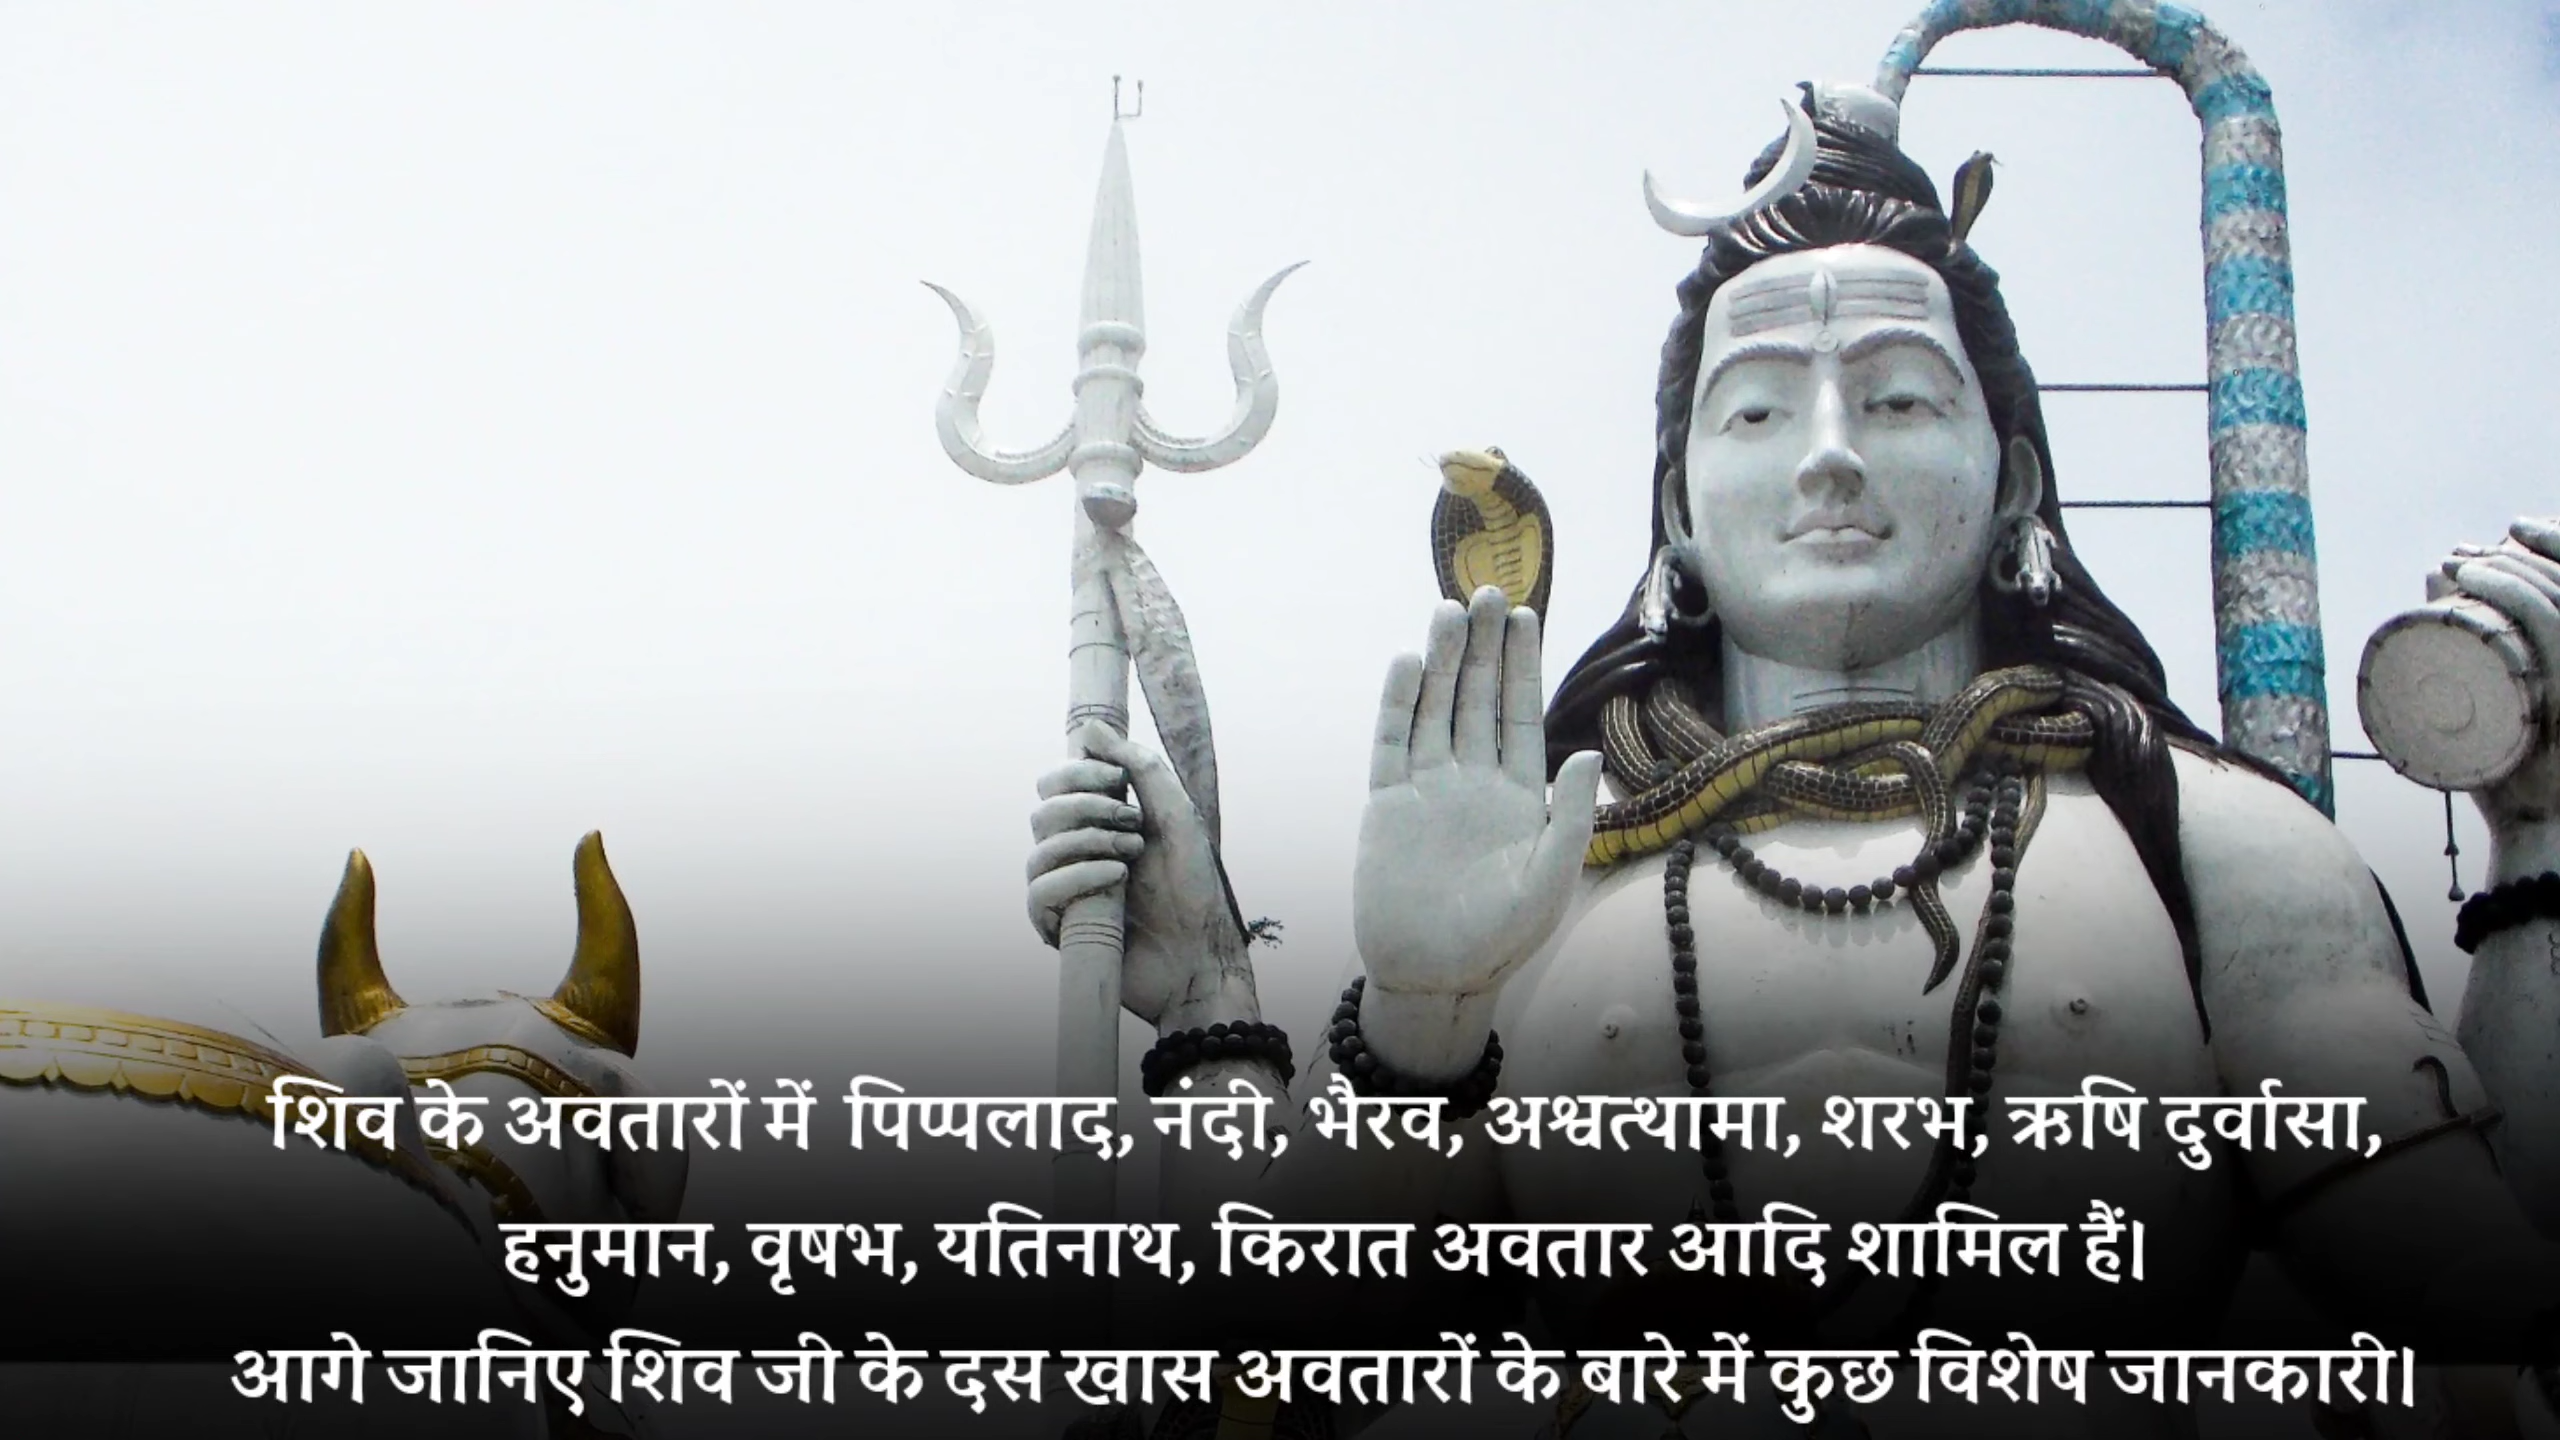 शिव के अवतारों में पिप्पलाद, नंदी, भैरव, अश्वत्थामा, शरभ, ऋषि दुर्वासा,
हनुमान, वृषभ, यतिनाथ, किरात अवतार आदि शामिल हैं।
आगे जानिए शिव जी के दस खास अवतारों के बारे में कुछ विशेष जानकारी।